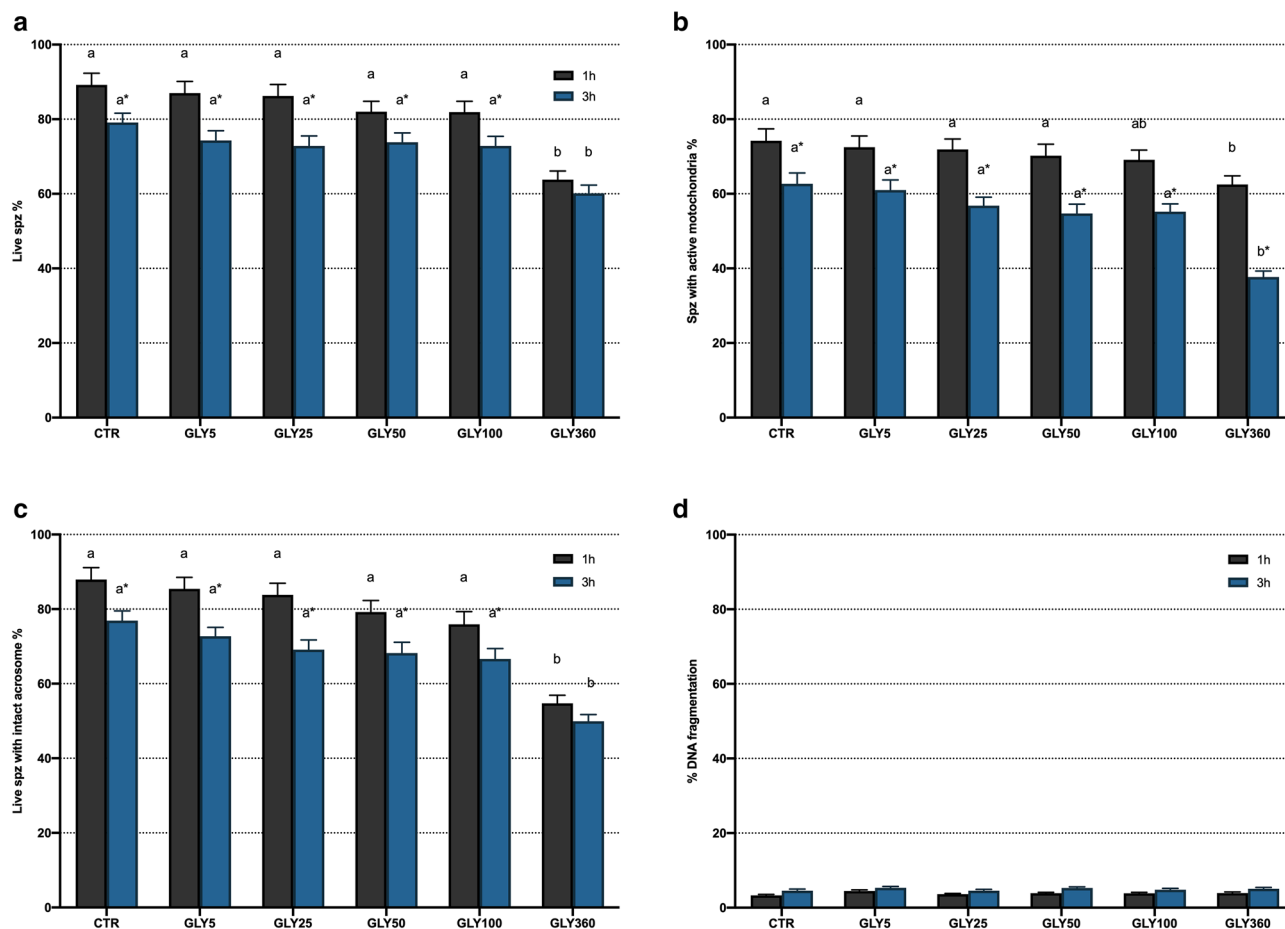 a
Live spz %
100
80
60
40
20
0
a a a a a
a* a* a* a* a*
b b
1h
3h
CTR GLY5 GLY25 GLY50 GLY100 GLY360
b
Spz with active motochondria %
100
80
60
40
20
0
a a a a ab b
a* a* a* a* a* b*
CTR GLY5 GLY25 GLY50 GLY100 GLY360
c
Live spz with intact acrosome %
100
80
60
40
20
0
a a a a a b
a* a* a* a* a* b
1h
3h
CTR GLY5 GLY25 GLY50 GLY100 GLY360
d
% DNA fragmentation
100
80
60
40
20
0
1h
3h
CTR GLY5 GLY25 GLY50 GLY100 GLY360